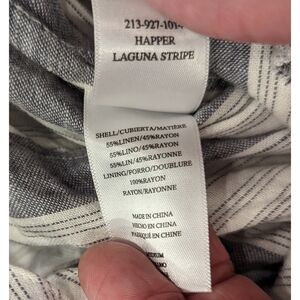 213-927-101
HAPPER
LAGUNA STRIPE
SHELL/CUBIERTA/MATIÈRE
55%LINEN/45%RAYON
55%LINO/45%RAYON
55%LIN/45%RAYONNE
LINING/FORRO/DOUBLURE
100%RAYON
RAYON/RAYONNE
MADE IN CHINA
HECHO EN CHINA
FABRIQUÉ EN CHINE